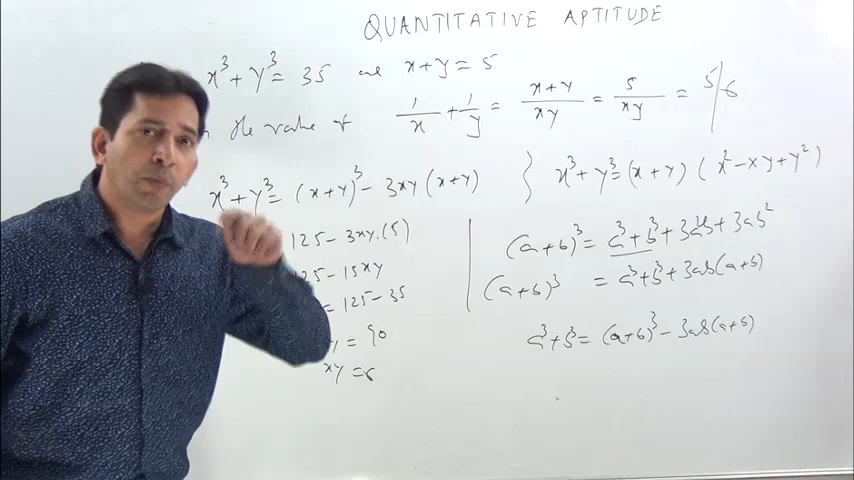 QUANTITATIVE APTITUDE
x³ + y³ = 35 and x + y = 5
the value of 1/x + 1/y = (x + y)/xy = 5/xy = 5/6
x³ + y³ = (x + y)³ - 3xy (x + y)
x³ + y³ = (x + y) (x² - xy + y²)
125 - 3xy.(5)
125 - 15xy
= 125 - 35
y = 90
xy = 6
(a+b)³ = a³ + b³ + 3a²b + 3ab²
(a+b)³ = a³ + b³ + 3ab(a+b)
a³ + b³ = (a+b)³ - 3ab(a+b)